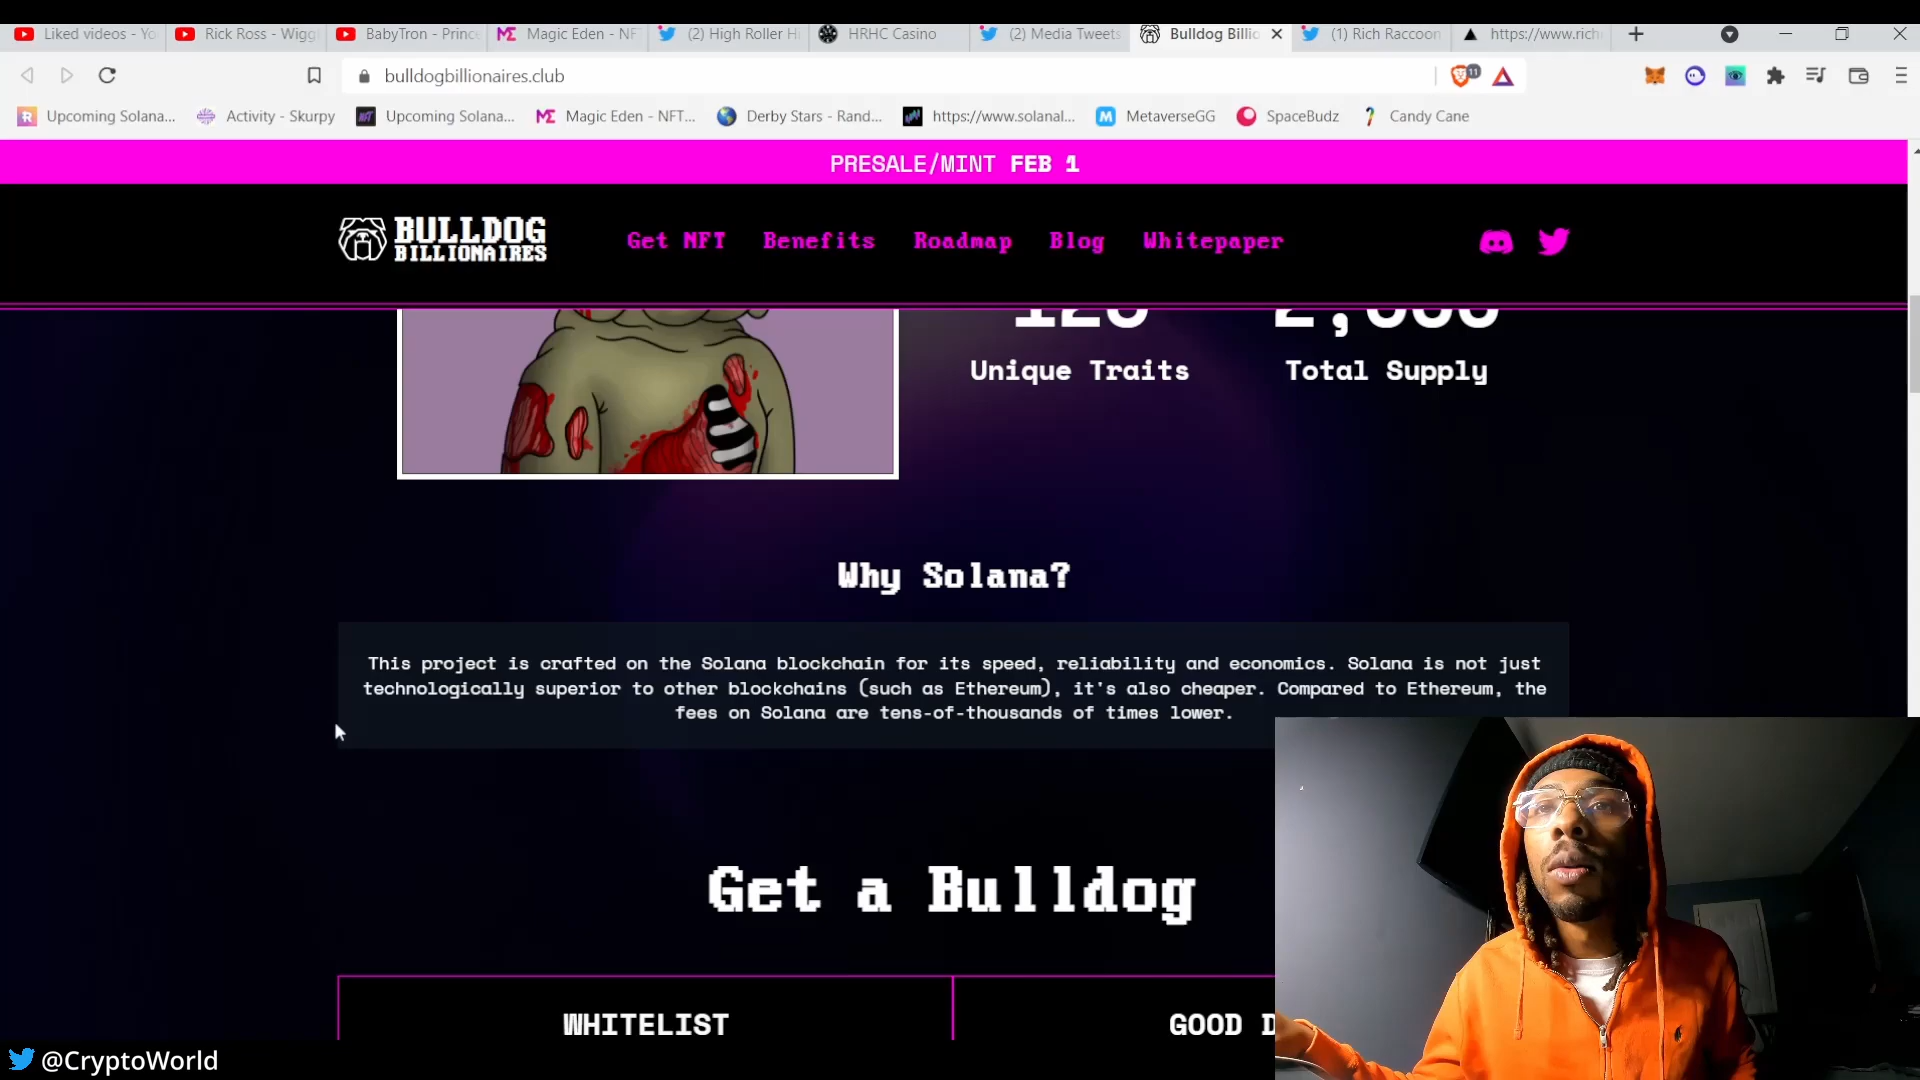 Liked videos - Yo
Rick Ross - Wigg
BabyTron - Prince
Magic Eden - NF
(2) High Roller H
HRHC Casino
(2) Media Tweets
Bulldog Billio
(1) Rich Raccoon
https://www.rich
bulldogbillionaires.club
11
Upcoming Solana...
Activity - Skurpy
Upcoming Solana...
Magic Eden - NFT...
Derby Stars - Rand...
https://www.solanal...
MetaverseGG
SpaceBudz
Candy Cane
PRESALE/MINT FEB 1
BULLDOG
BILLIONAIRES
Get NFT
Benefits
Roadmap
Blog
Whitepaper
Unique Traits
Total Supply
Why Solana?
This project is crafted on the Solana blockchain for its speed, reliability and economics. Solana is not just
technologically superior to other blockchains (such as Ethereum), it's also cheaper. Compared to Ethereum, the
fees on Solana are tens-of-thousands of times lower.
Get a Bulldog
WHITELIST
GOOD D
@CryptoWorld